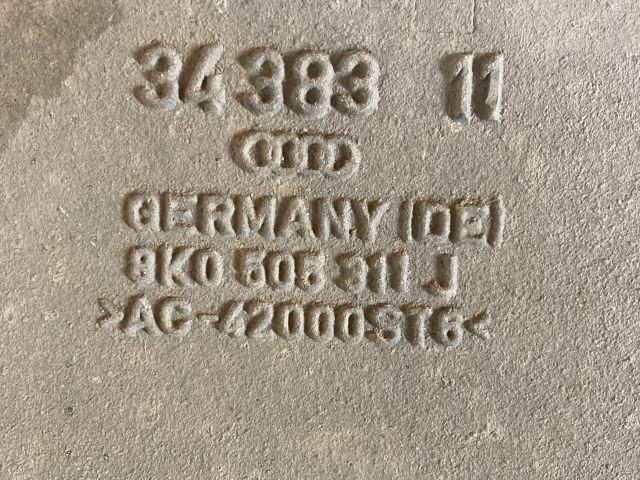 34 383 11
GERMANY (DE)
8K0 505 311 J
>AC-42000ST6<